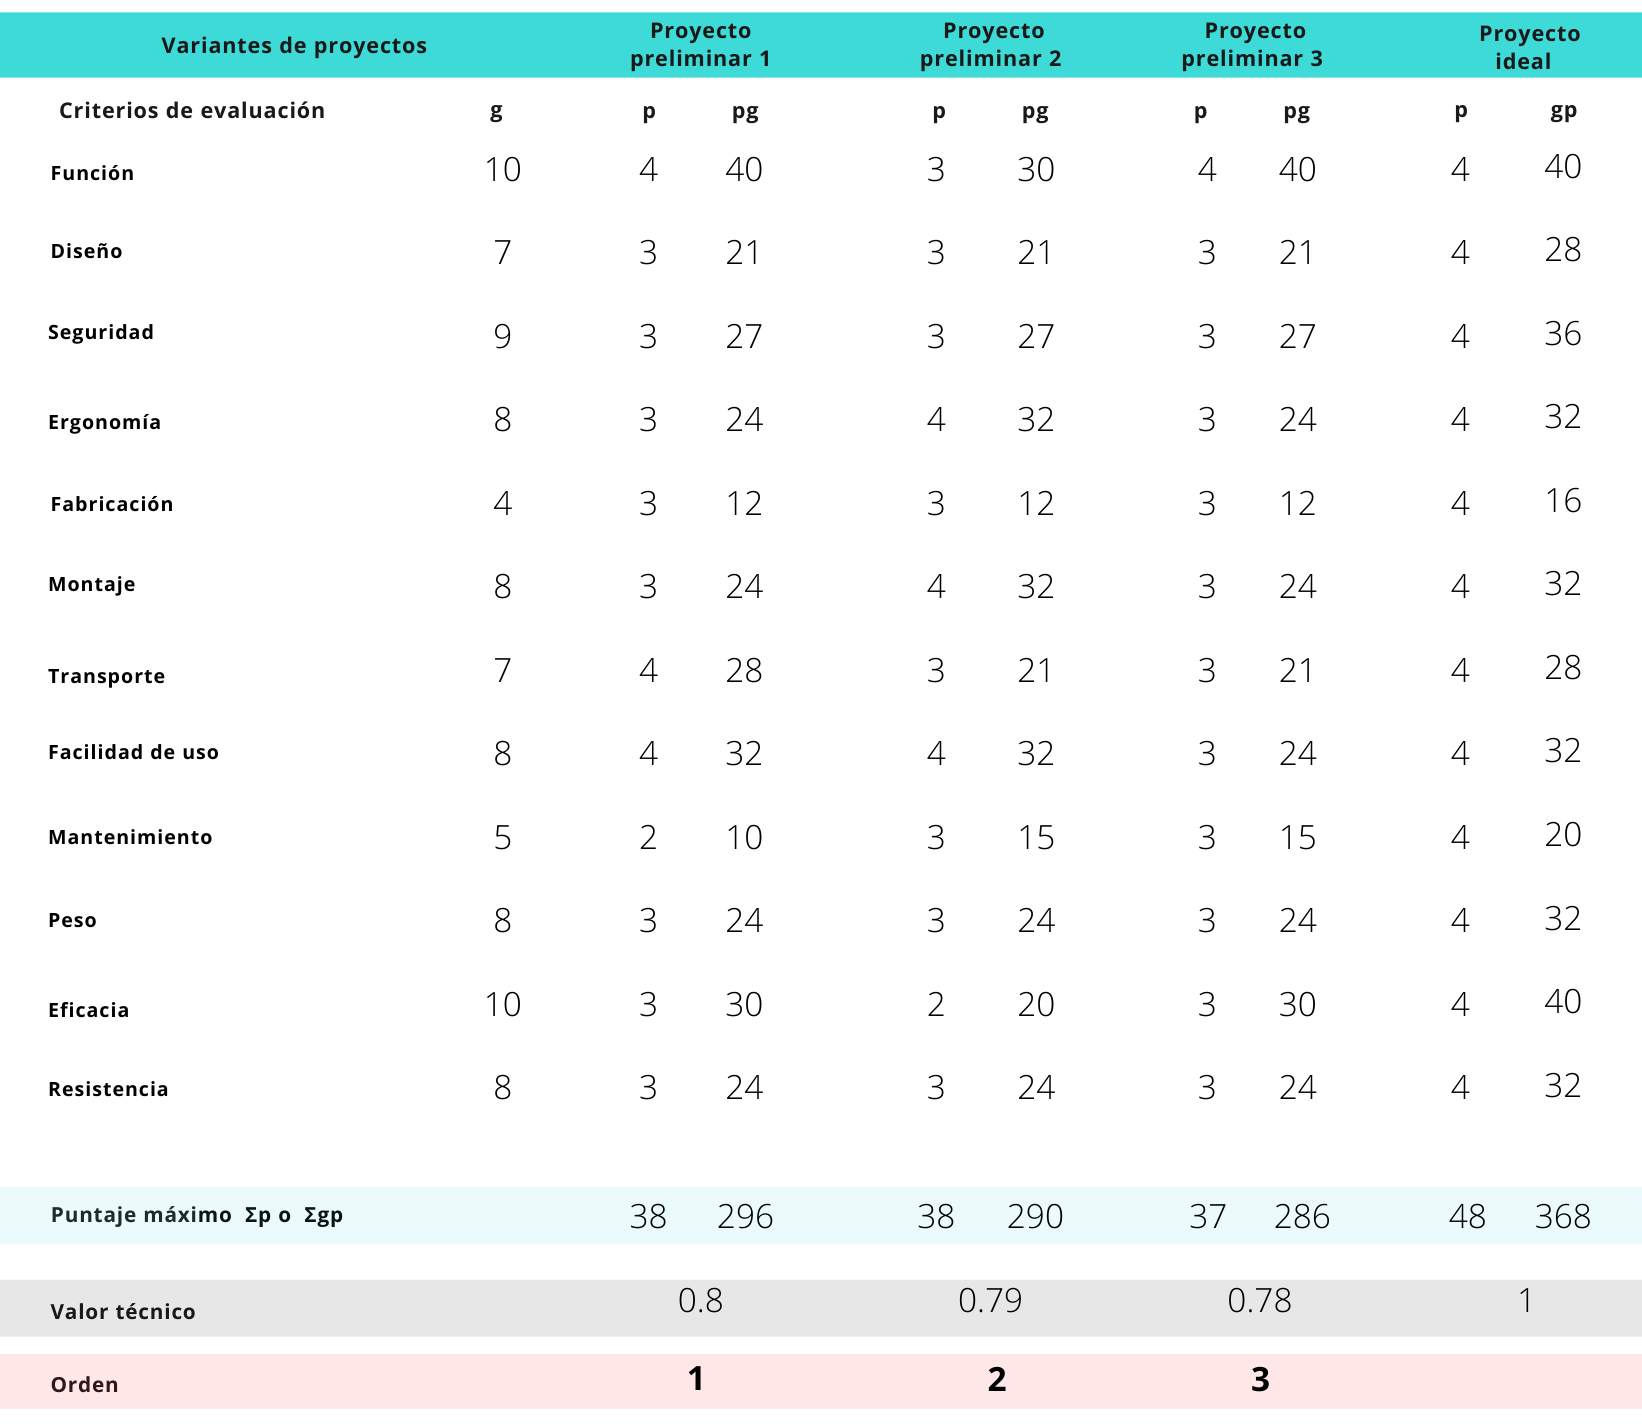 Variantes de proyectos Proyecto preliminar 1 Proyecto preliminar 2 Proyecto preliminar 3 Proyecto ideal
Criterios de evaluación g p pg p pg p pg p gp
Función 10 4 40 3 30 4 40 4 40
Diseño 7 3 21 3 21 3 21 4 28
Seguridad 9 3 27 3 27 3 27 4 36
Ergonomía 8 3 24 4 32 3 24 4 32
Fabricación 4 3 12 3 12 3 12 4 16
Montaje 8 3 24 4 32 3 24 4 32
Transporte 7 4 28 3 21 3 21 4 28
Facilidad de uso 8 4 32 4 32 3 24 4 32
Mantenimiento 5 2 10 3 15 3 15 4 20
Peso 8 3 24 3 24 3 24 4 32
Eficacia 10 3 30 2 20 3 30 4 40
Resistencia 8 3 24 3 24 3 24 4 32
Puntaje máximo Σp o Σgp 38 296 38 290 37 286 48 368
Valor técnico 0.8 0.79 0.78 1
Orden 1 2 3